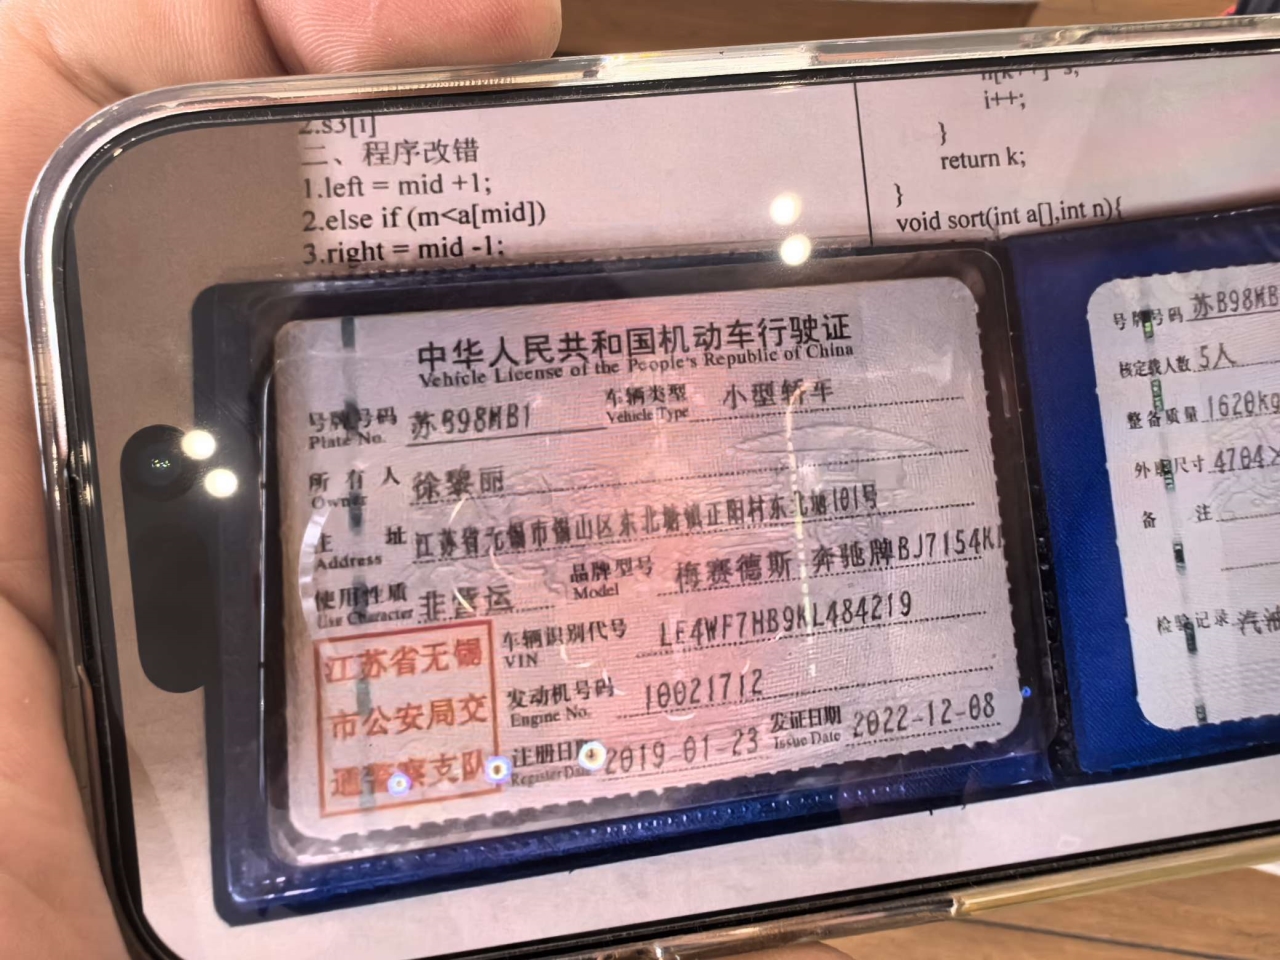 2.s3[i]
二、程序改错
1.left = mid +1;
2.else if (m<a[mid])
3.right = mid -1;
i++;
}
return k;
}
void sort(int a[],int n){
中华人民共和国机动车行驶证
Vehicle License of the People's Republic of China
号牌号码 苏B98MB1 车辆类型 小型轿车
Plate No. Vehicle Type
所有人 徐黎丽
Owner
住址 江苏省无锡市锡山区东北塘镇正阳村东北塘101号
Address
使用性质 非营运 品牌型号 梅赛德斯 奔驰牌BJ7154K
Use Character Model
江苏省无锡
市公安局交
通警察支队
车辆识别代号 LE4WF7HB9KL484219
VIN
发动机号码 10021712
Engine No.
注册日期 2019-01-23 发证日期 2022-12-08
Register Date Issue Date
号牌号码 苏B98MB
核定载人数 5人
整备质量 1620kg
外廓尺寸 4704×
备注
检验记录 汽油